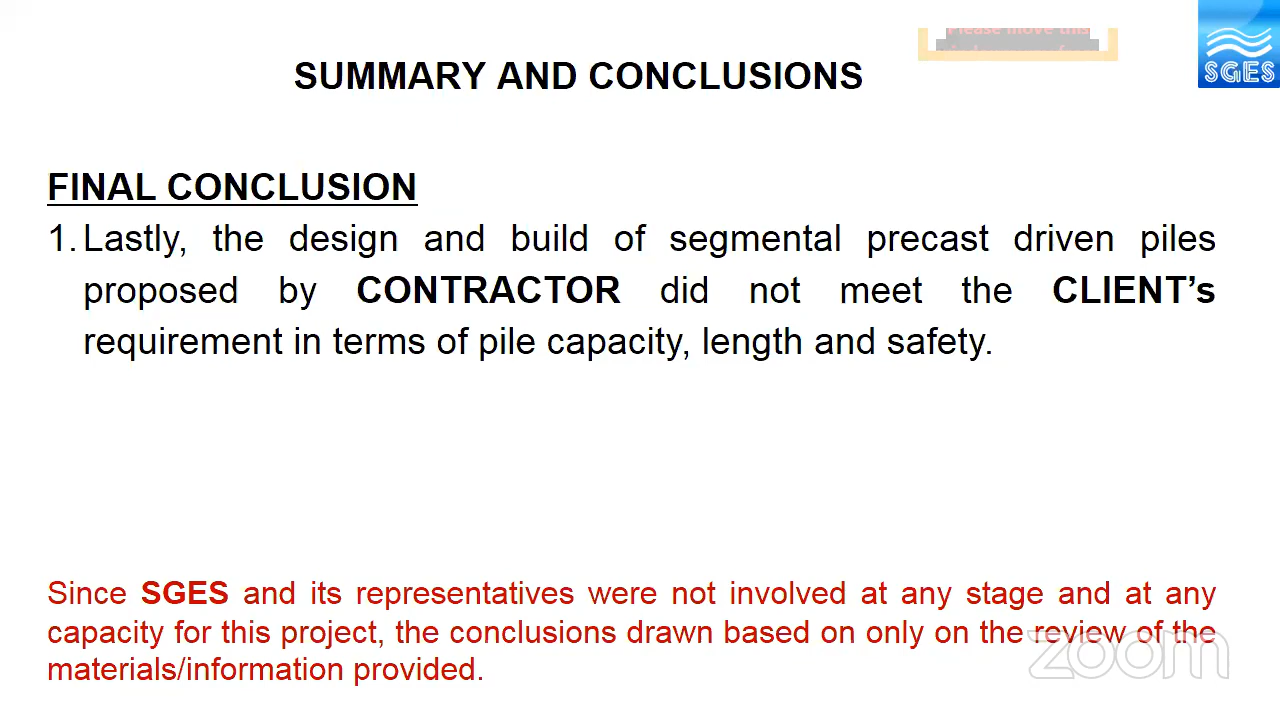 Please move this
SGES
SUMMARY AND CONCLUSIONS
FINAL CONCLUSION
1. Lastly, the design and build of segmental precast driven piles
proposed by CONTRACTOR did not meet the CLIENT’s
requirement in terms of pile capacity, length and safety.
Since SGES and its representatives were not involved at any stage and at any
capacity for this project, the conclusions drawn based on only on the review of the
materials/information provided.
zoom